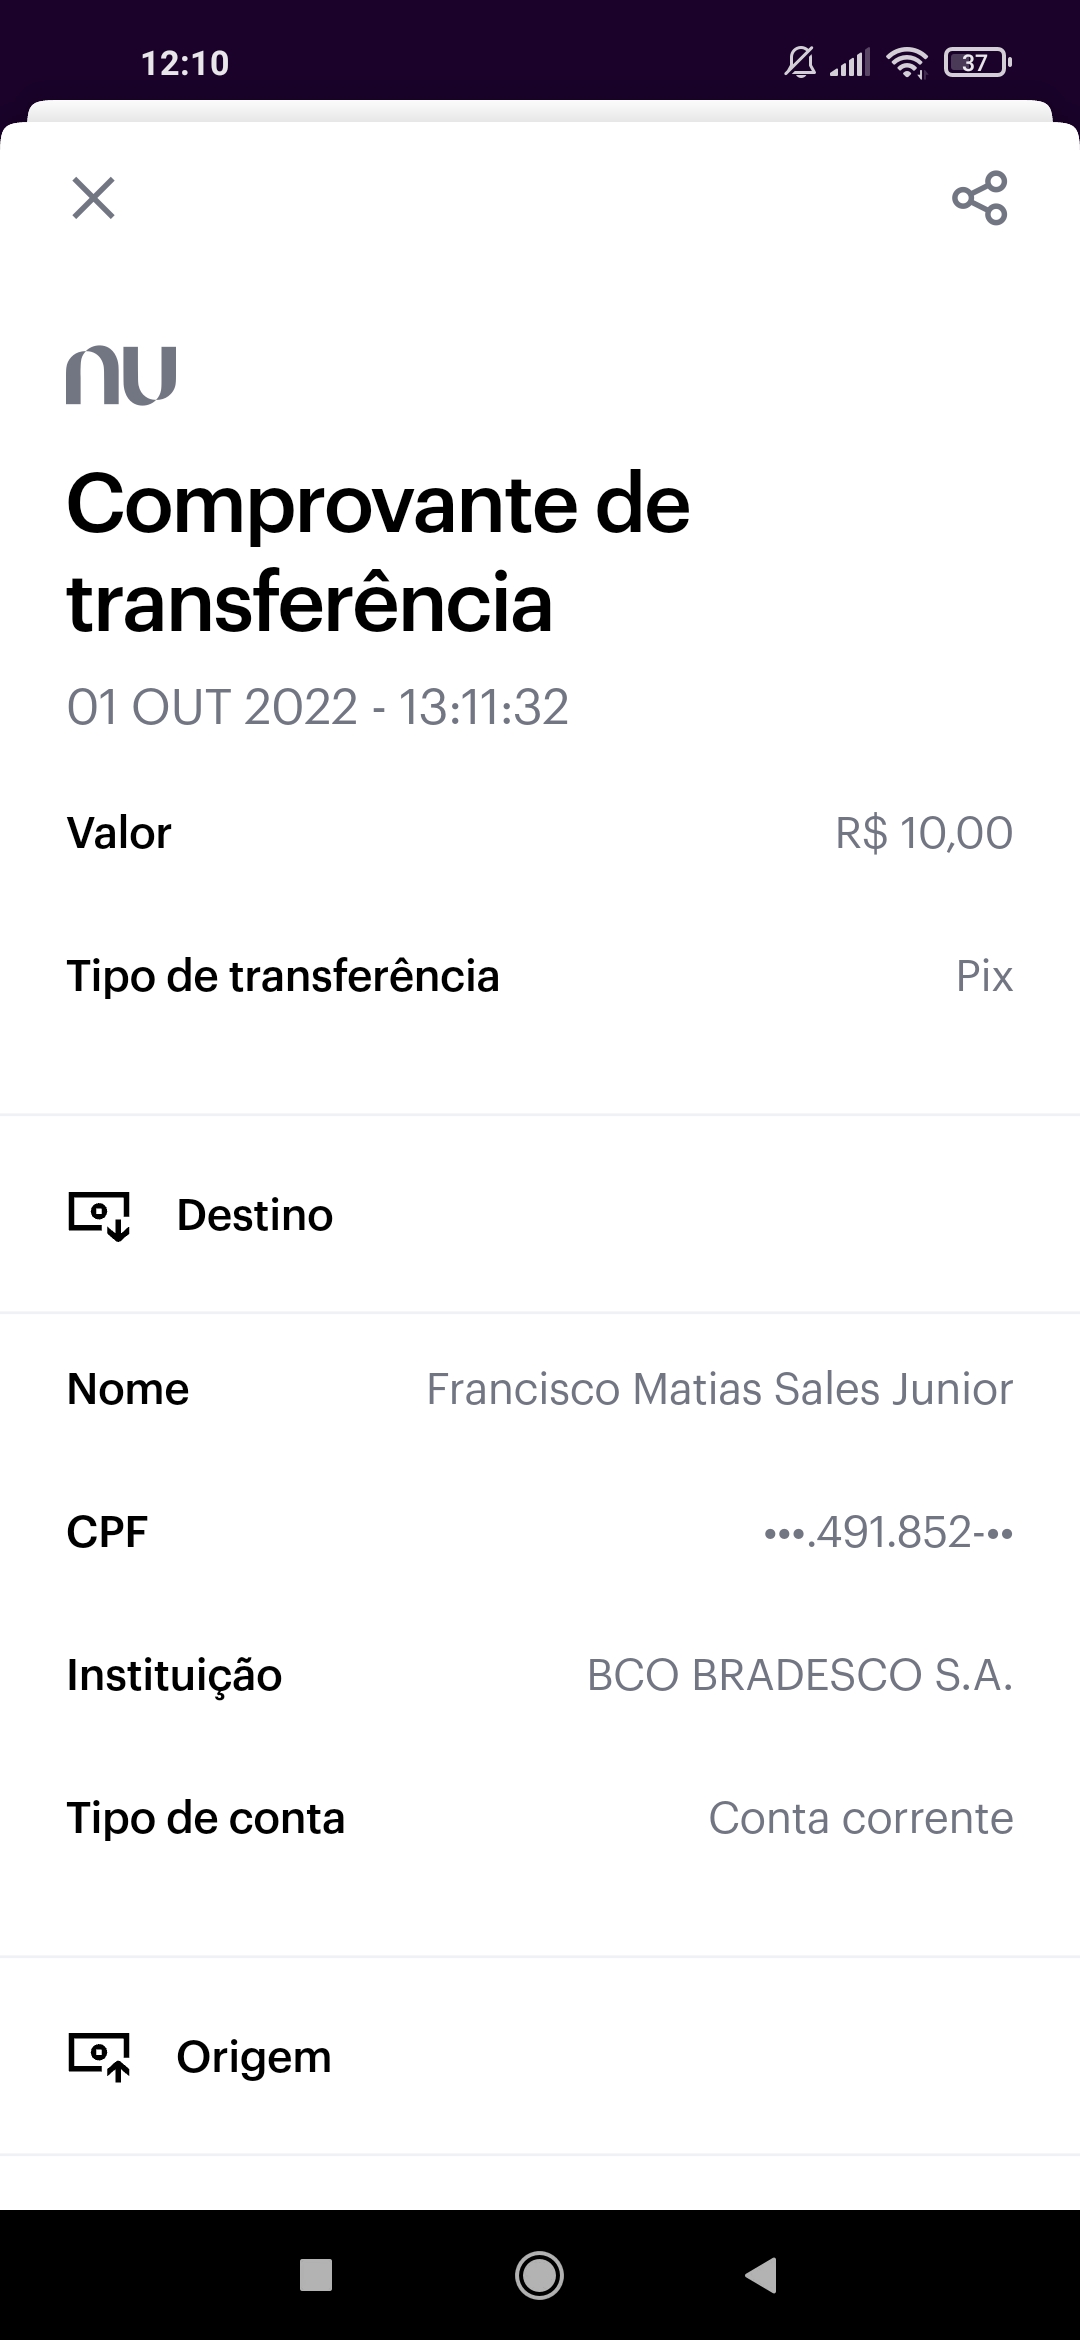 12:10
37
nu
Comprovante de
transferência
01 OUT 2022 - 13:11:32
Valor R$ 10,00
Tipo de transferência Pix
Destino
Nome Francisco Matias Sales Junior
CPF •••.491.852-••
Instituição BCO BRADESCO S.A.
Tipo de conta Conta corrente
Origem